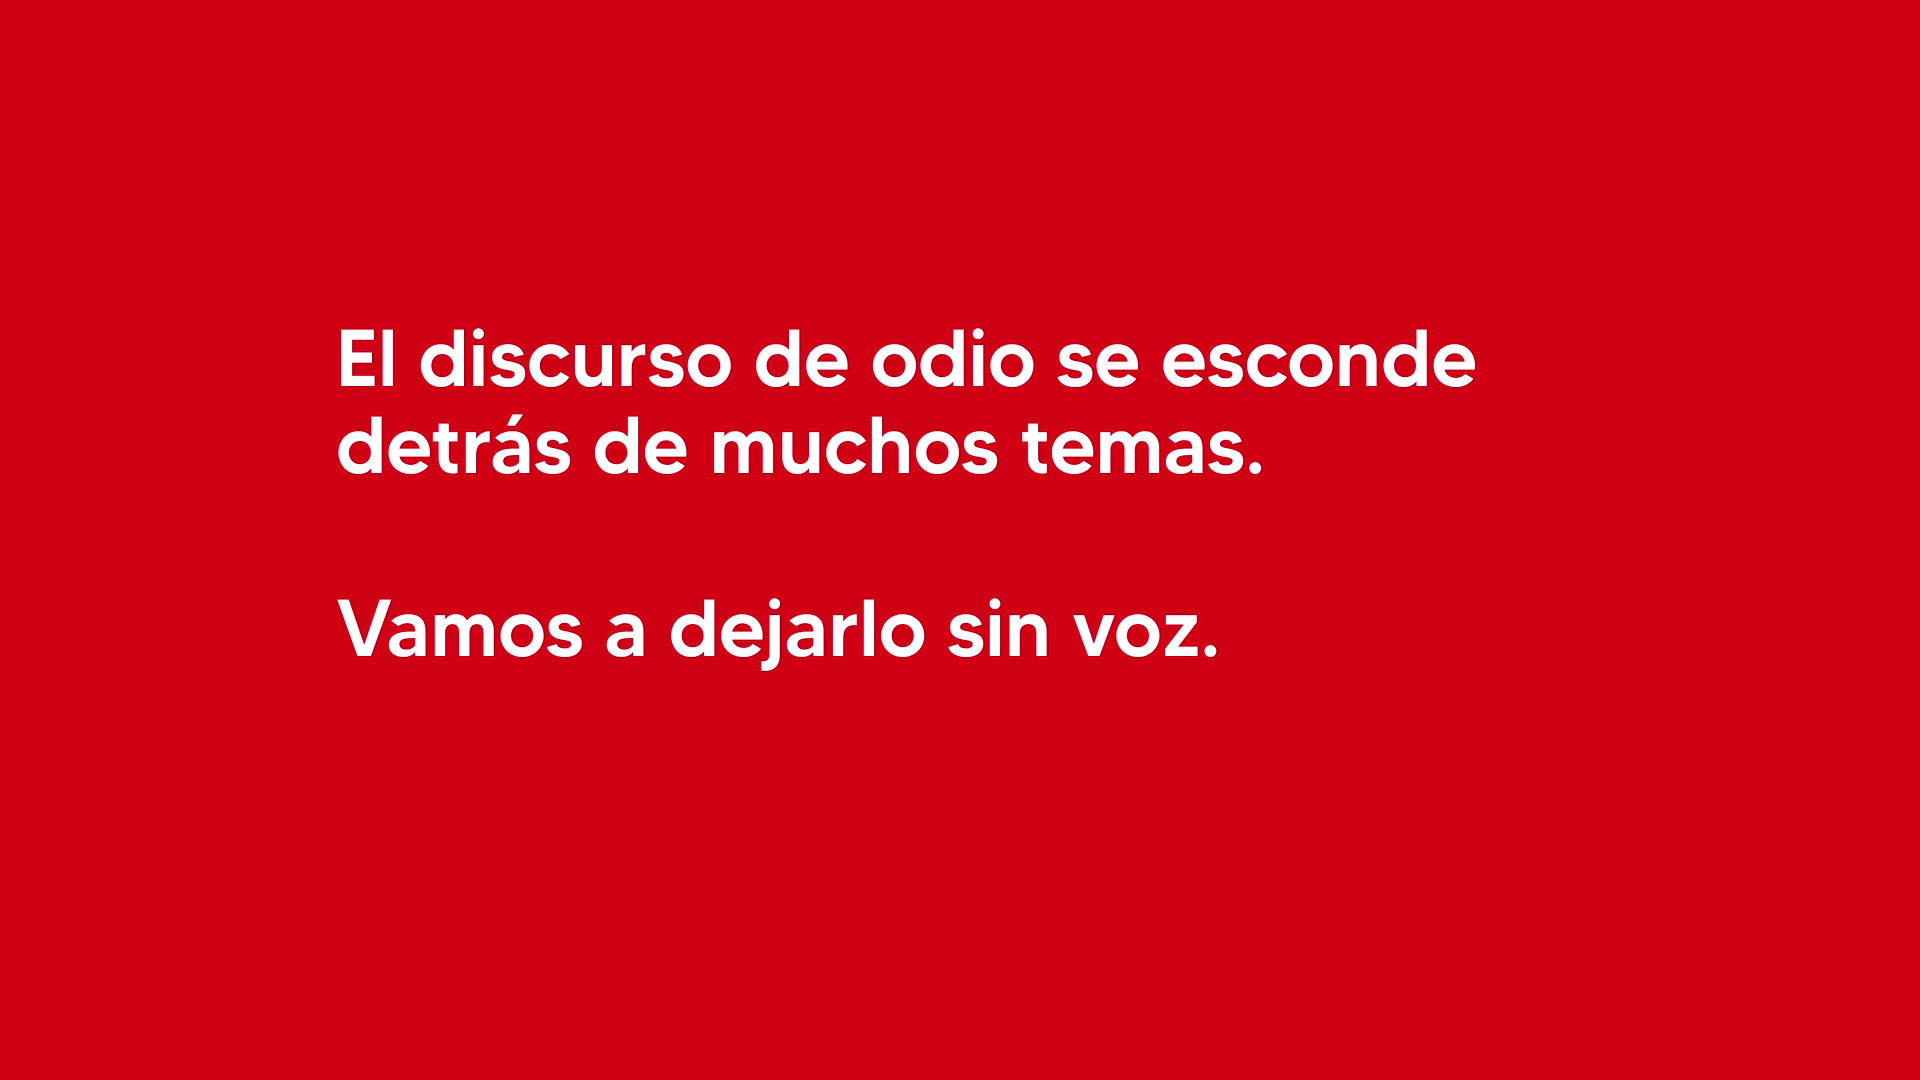 El discurso de odio se esconde
detrás de muchos temas.
Vamos a dejarlo sin voz.